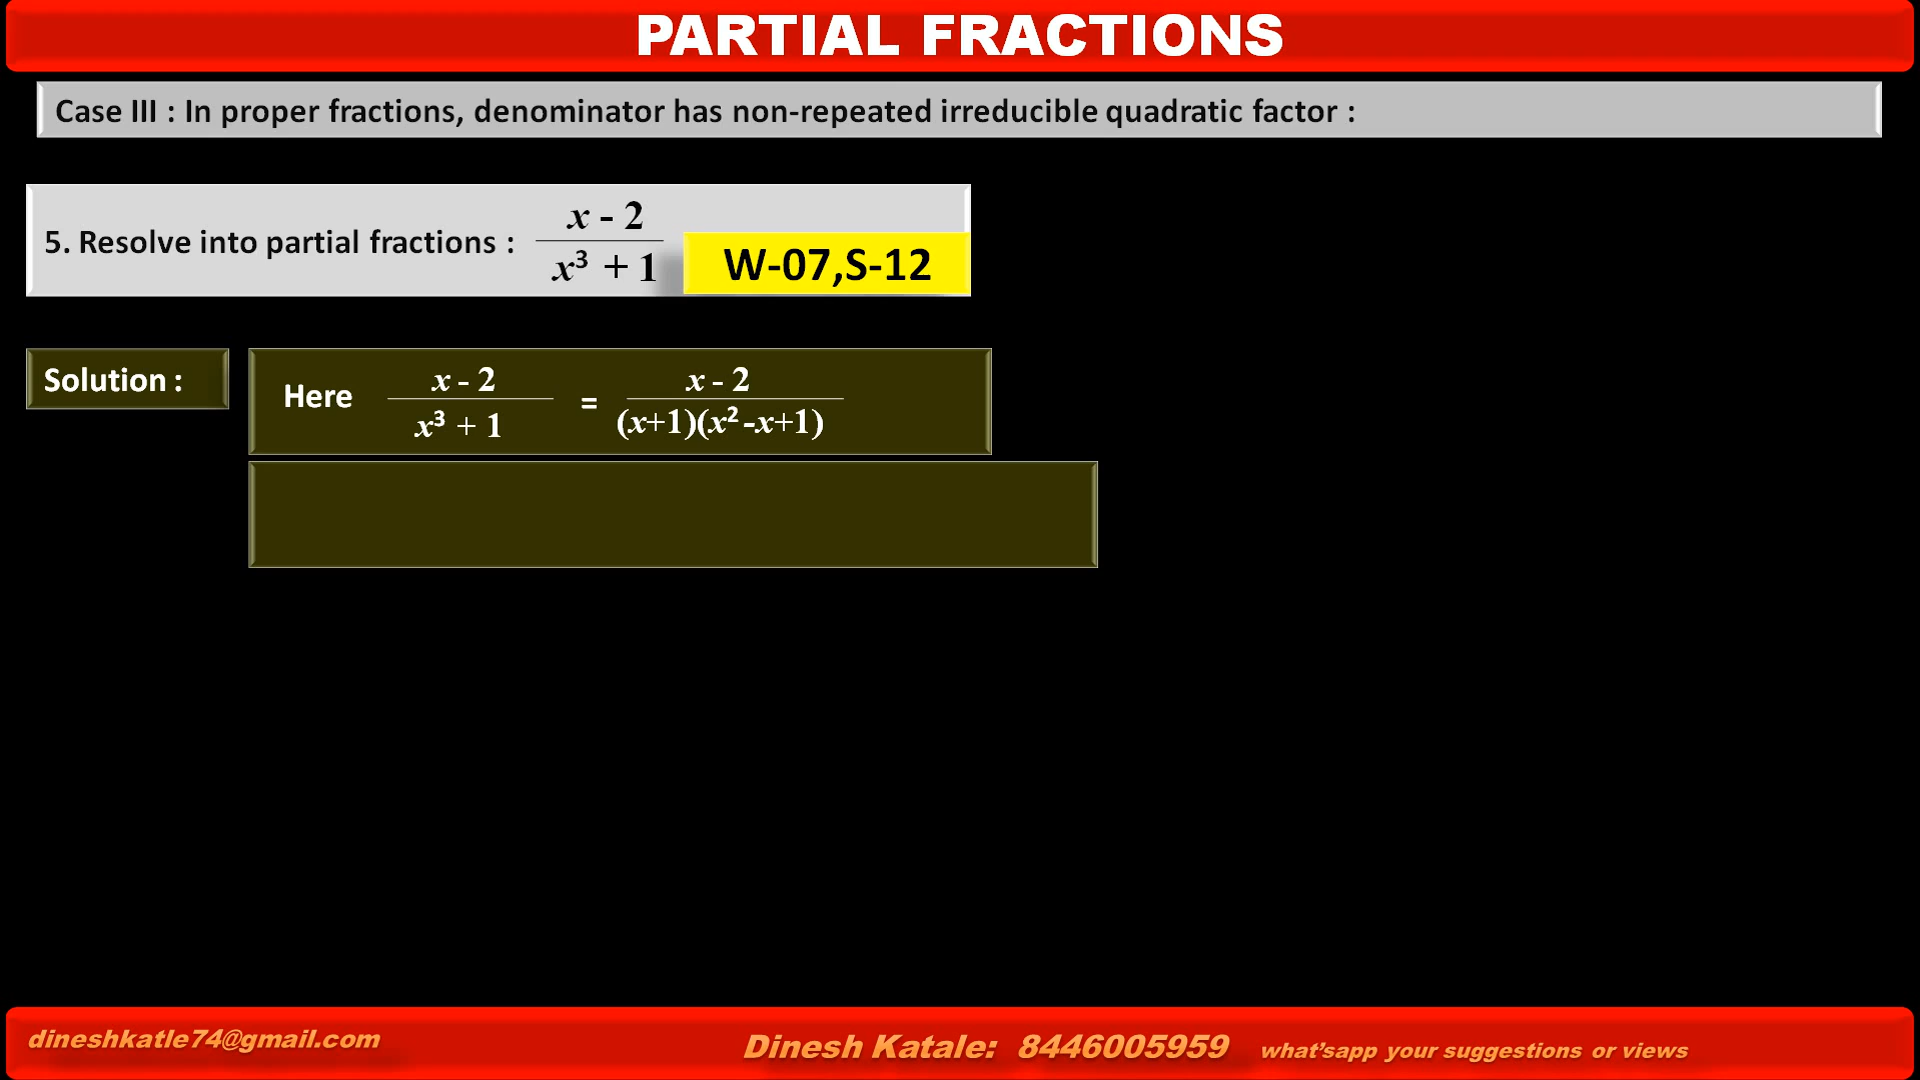 PARTIAL FRACTIONS
Case III : In proper fractions, denominator has non-repeated irreducible quadratic factor :
5. Resolve into partial fractions : x - 2 / x³ + 1
W-07,S-12
Solution :
Here x - 2 / x³ + 1 = x - 2 / (x+1)(x²-x+1)
dineshkatle74@gmail.com
Dinesh Katale: 8446005959 what'sapp your suggestions or views